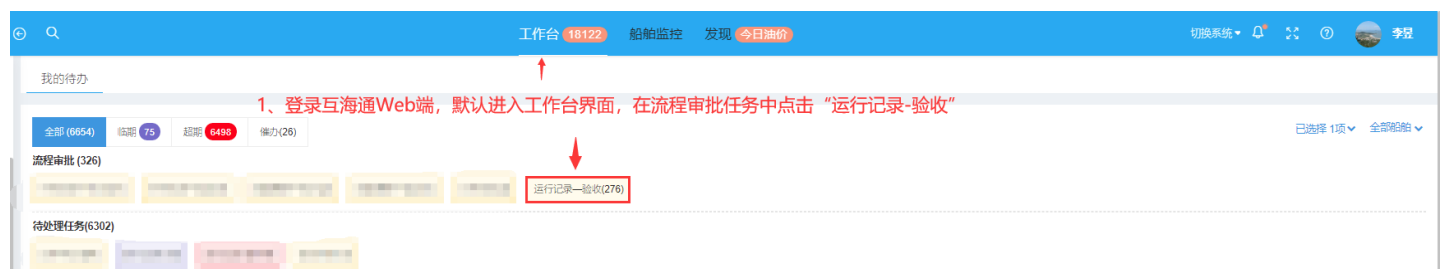 工作台 18122 船舶监控 发现 今日油价 切换系统 李昱
我的待办
1、登录互海通Web端，默认进入工作台界面，在流程审批任务中点击“运行记录-验收”
全部 (6654) 临期 75 超期 6498 催办(26) 已选择 1项 全部船舶
流程审批 (326)
运行记录—验收(276)
待处理任务(6302)